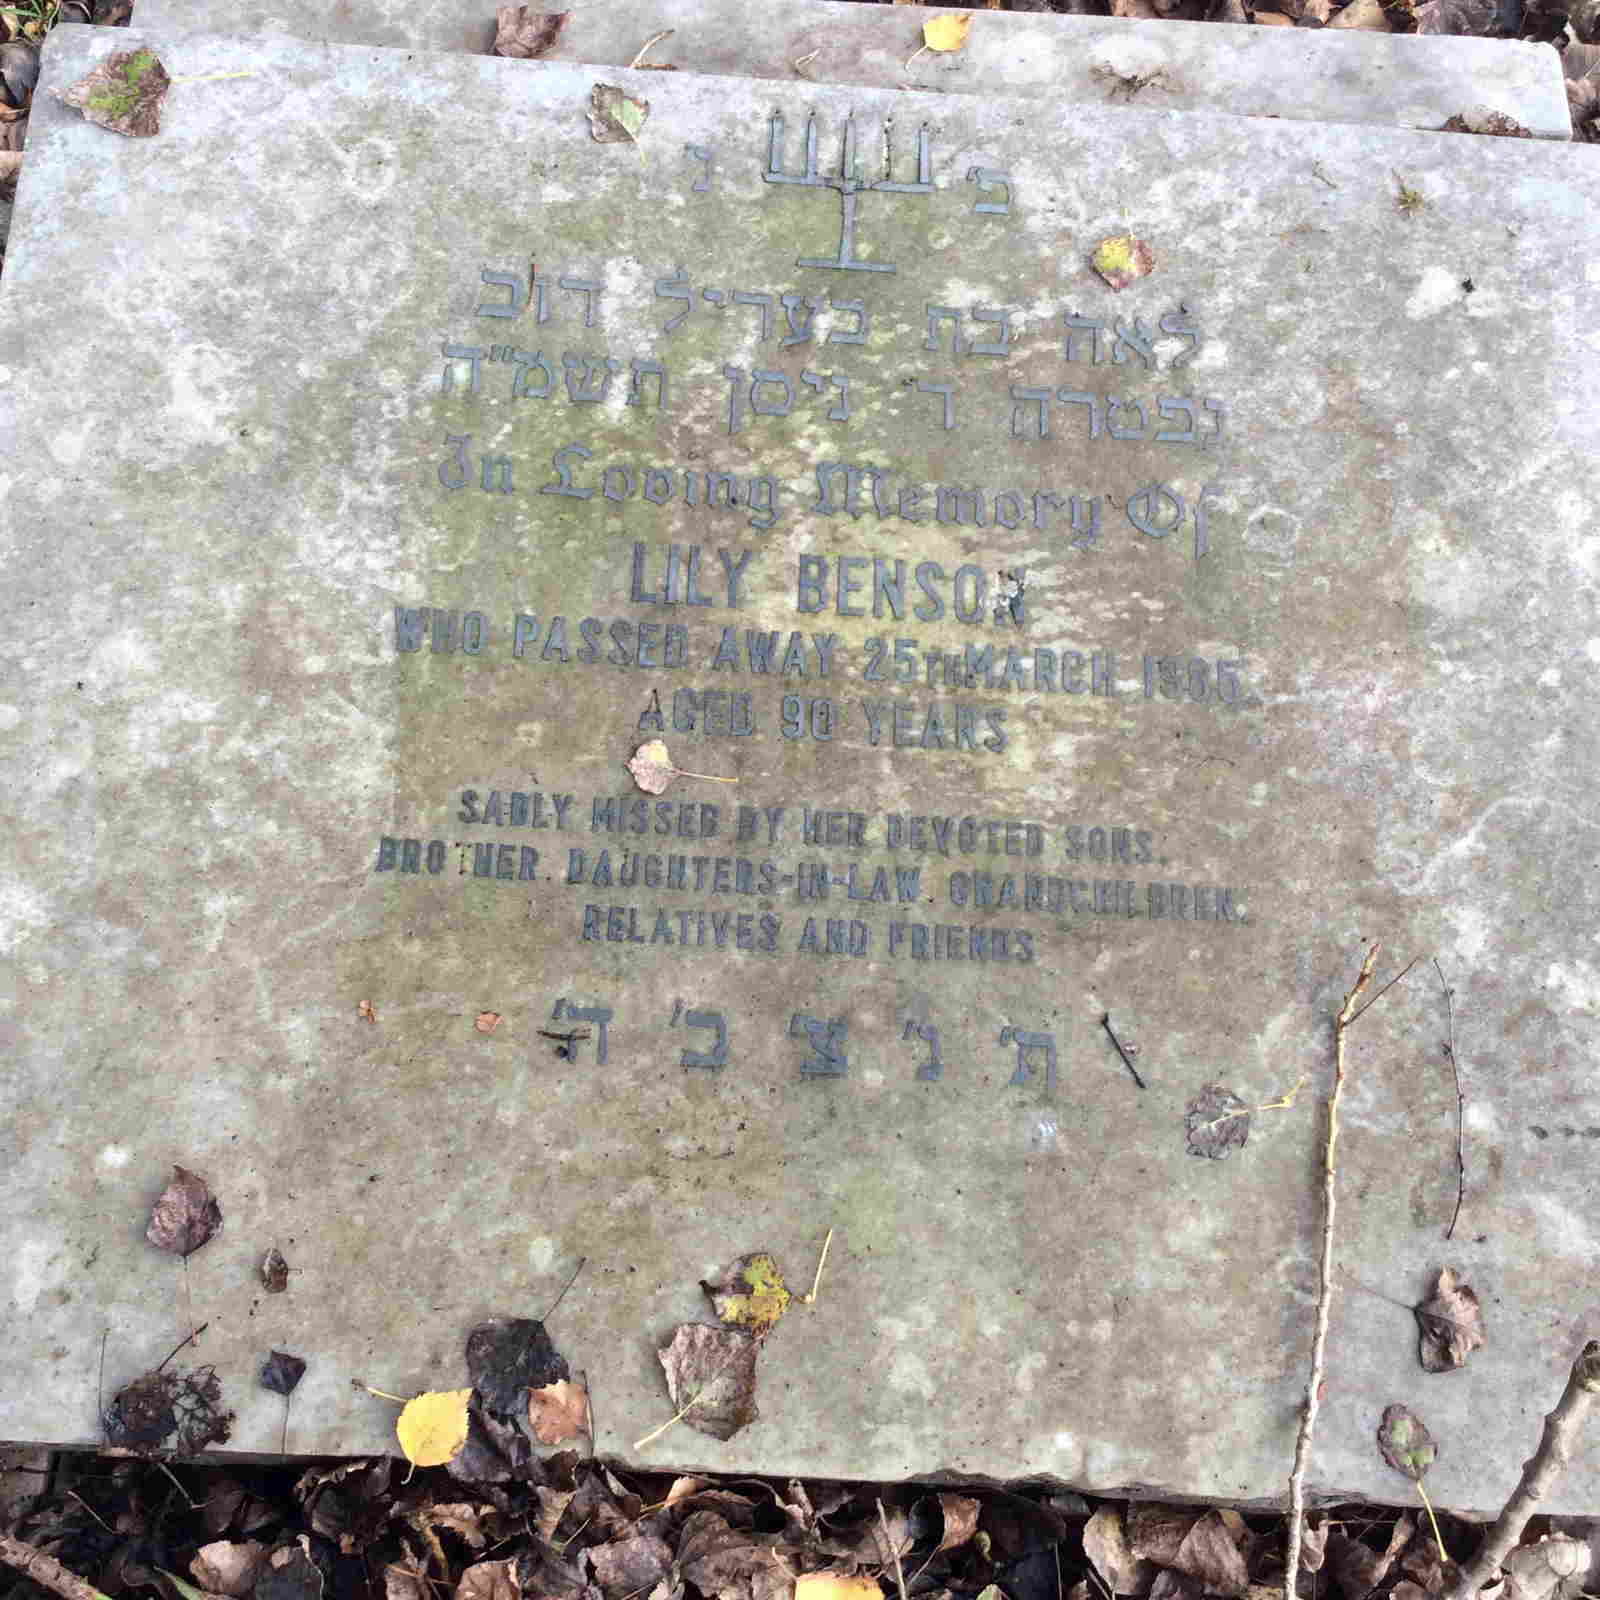 פ' נ'
לאה בת בעריל דוב
נפטרה ד' ניסן תשמ"ה
In Loving Memory Of
LILY BENSON
WHO PASSED AWAY 25TH MARCH 1985.
AGED 90 YEARS
SADLY MISSED BY HER DEVOTED SONS.
BROTHER. DAUGHTERS-IN-LAW. GRANDCHILDREN.
RELATIVES AND FRIENDS
ת' נ' צ' ב' ה'